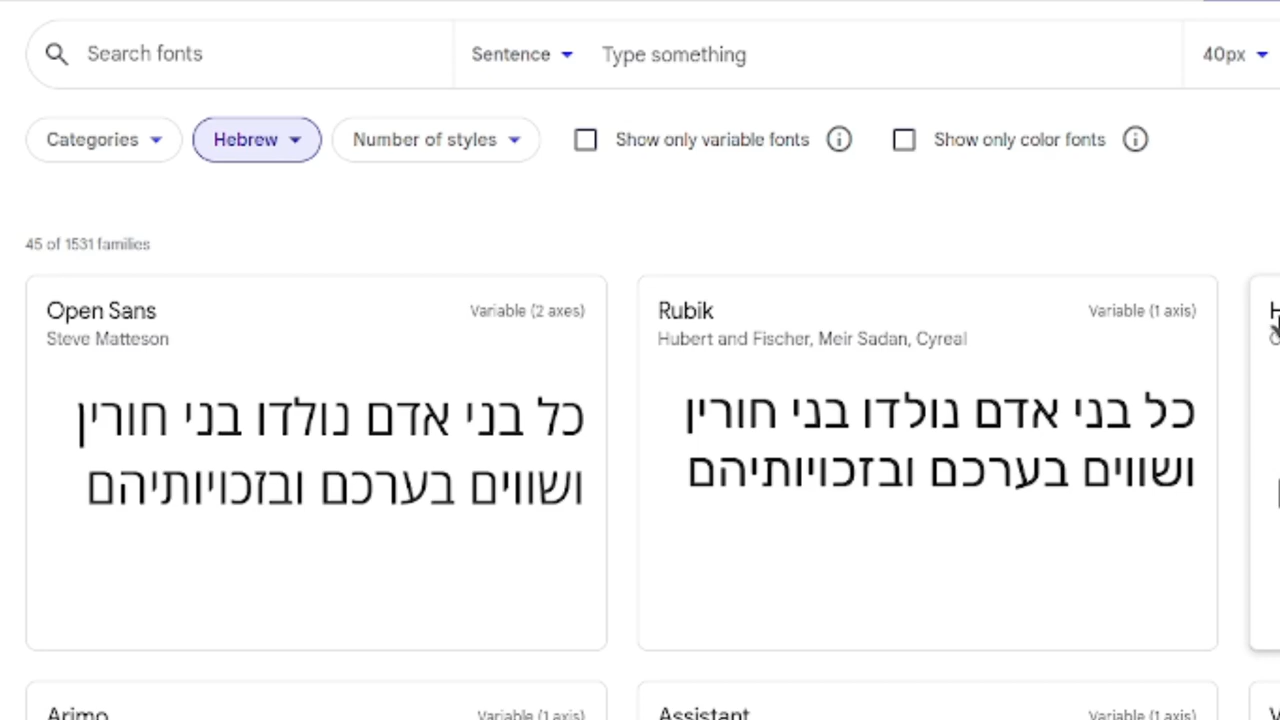 Search fonts
Sentence
Type something
40px
Categories
Hebrew
Number of styles
Show only variable fonts
Show only color fonts
45 of 1531 families
Open Sans
Variable (2 axes)
Steve Matteson
כל בני אדם נולדו בני חורין
ושווים בערכם ובזכויותיהם
Rubik
Variable (1 axis)
Hubert and Fischer, Meir Sadan, Cyreal
כל בני אדם נולדו בני חורין
ושווים בערכם ובזכויותיהם
Arimo
Variable (1 axis)
Assistant
Variable (1 axis)